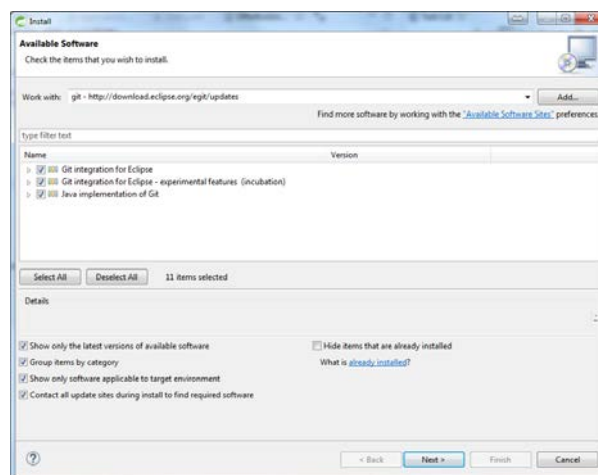 Install
Available Software
Check the items that you wish to install.
Work with: git - http://download.eclipse.org/egit/updates Add...
Find more software by working with the "Available Software Sites" preferences.
type filter text
Name Version
Git integration for Eclipse
Git integration for Eclipse - experimental features (incubation)
Java implementation of Git
Select All Deselect All 11 items selected
Details
Show only the latest versions of available software Hide items that are already installed
Group items by category What is already installed?
Show only software applicable to target environment
Contact all update sites during install to find required software
< Back Next > Finish Cancel